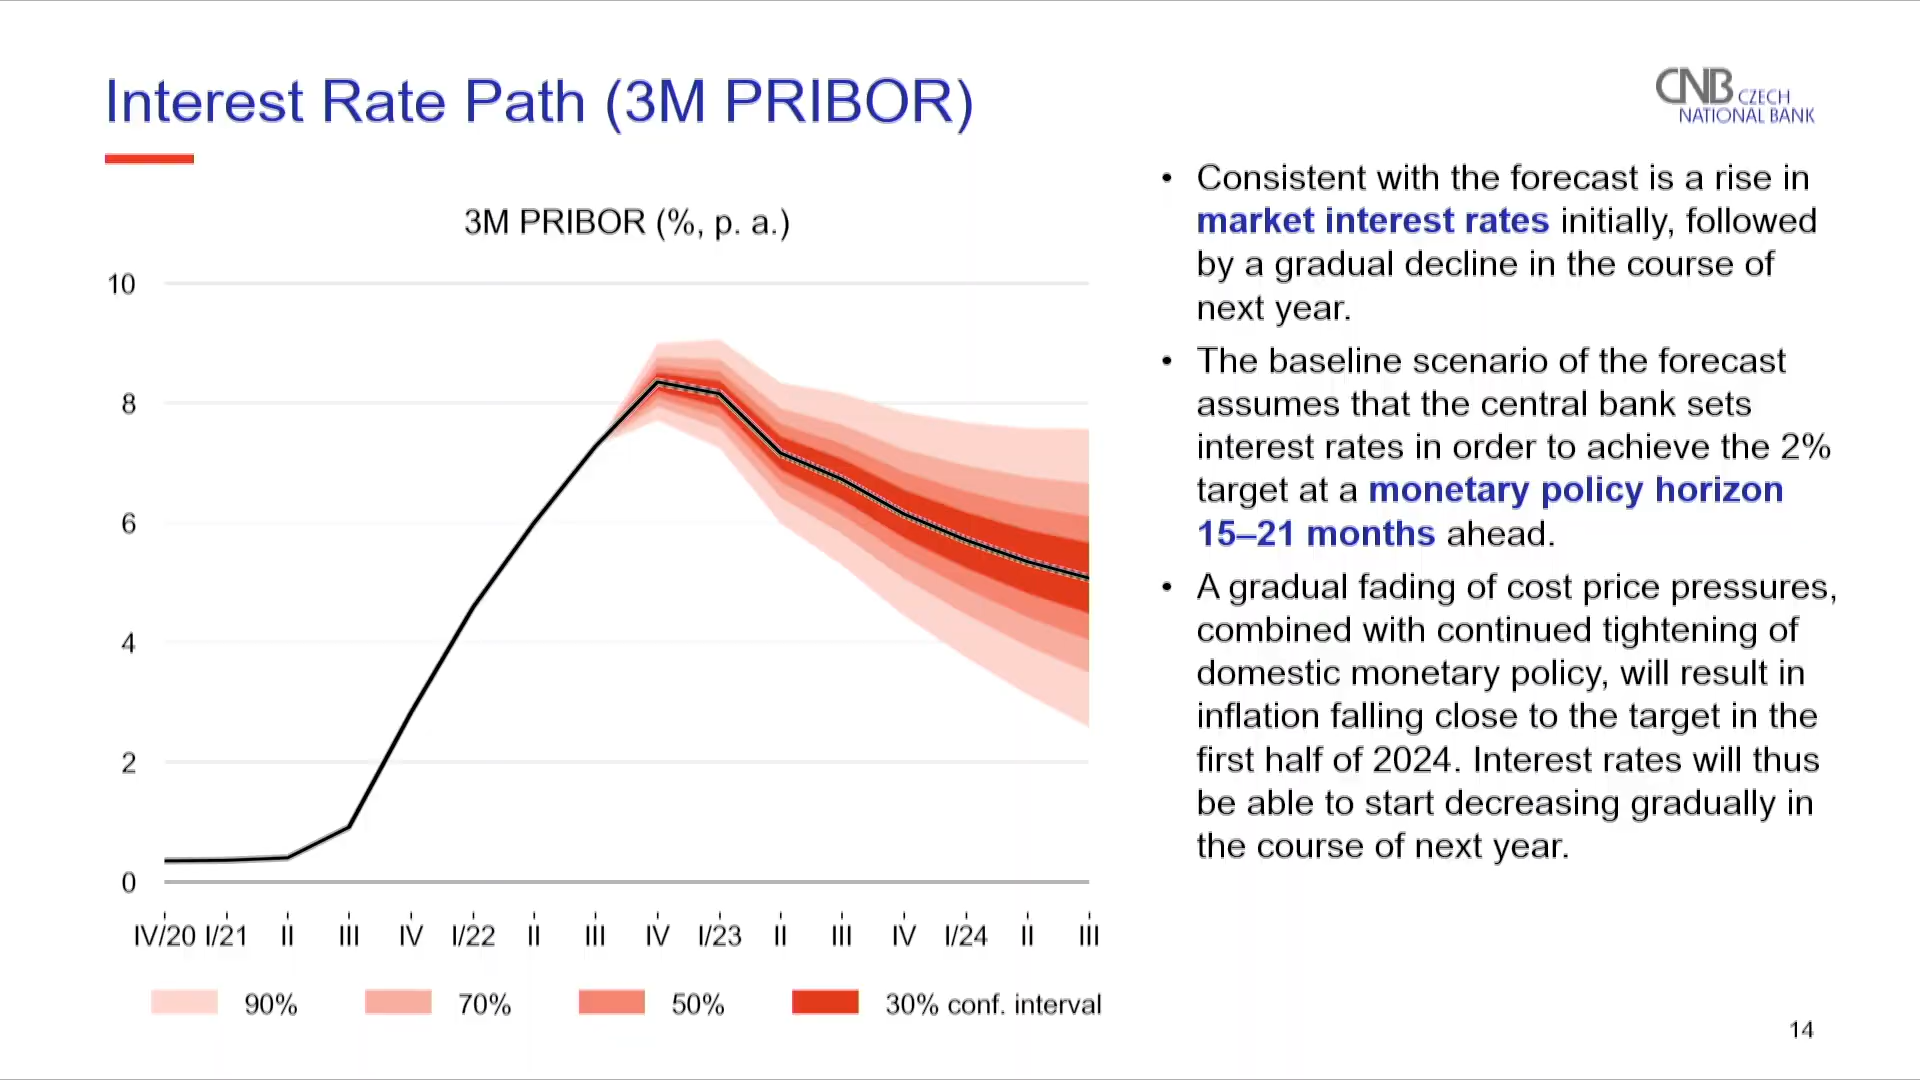 Interest Rate Path (3M PRIBOR)
CNB CZECH
NATIONAL BANK
3M PRIBOR (%, p. a.)
10
8
6
4
2
0
IV/20 I/21 II III IV I/22 II III IV I/23 II III IV I/24 II III
90% 70% 50% 30% conf. interval
• Consistent with the forecast is a rise in
market interest rates initially, followed
by a gradual decline in the course of
next year.
• The baseline scenario of the forecast
assumes that the central bank sets
interest rates in order to achieve the 2%
target at a monetary policy horizon
15–21 months ahead.
• A gradual fading of cost price pressures,
combined with continued tightening of
domestic monetary policy, will result in
inflation falling close to the target in the
first half of 2024. Interest rates will thus
be able to start decreasing gradually in
the course of next year.
14